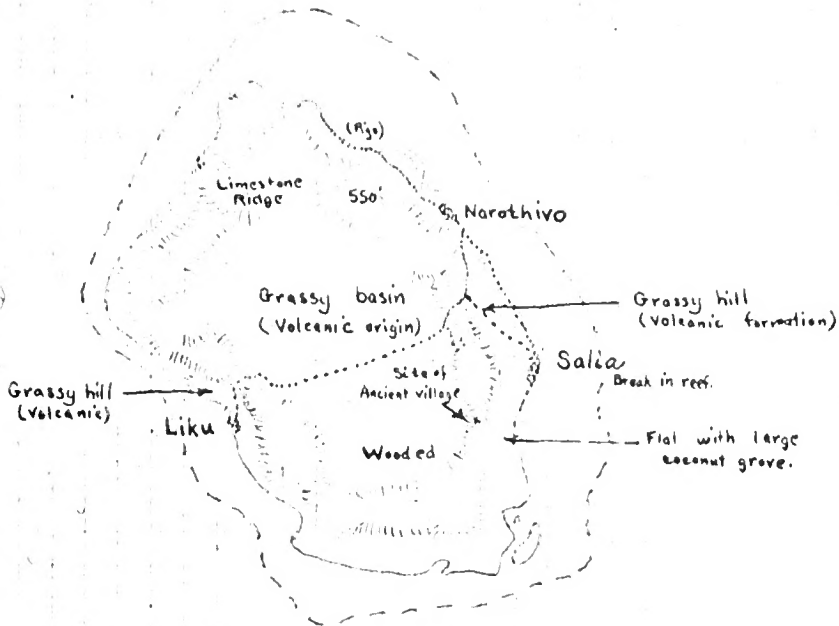 Limestone
Ridge
550'
Narothivo
Grassy basin
(Volcanic origin)
Grassy hill
(Volcanic formation)
Salia
Break in reef.
Site of
Ancient village
Grassy hill
(Volcanic)
Liku
Wooded
Flat with large
coconut grove.